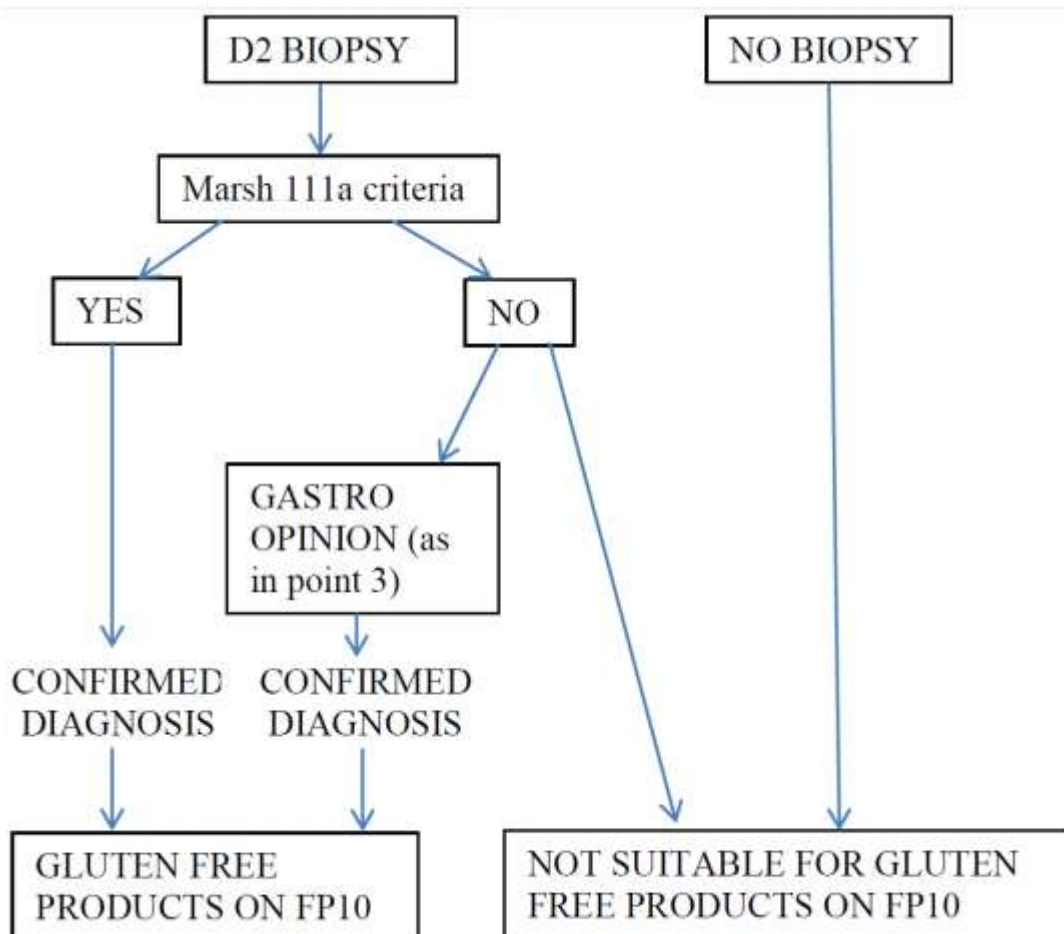 D2 BIOPSY
NO BIOPSY
Marsh 111a criteria
YES
NO
GASTRO
OPINION (as
in point 3)
CONFIRMED
DIAGNOSIS
CONFIRMED
DIAGNOSIS
GLUTEN FREE
PRODUCTS ON FP10
NOT SUITABLE FOR GLUTEN
FREE PRODUCTS ON FP10